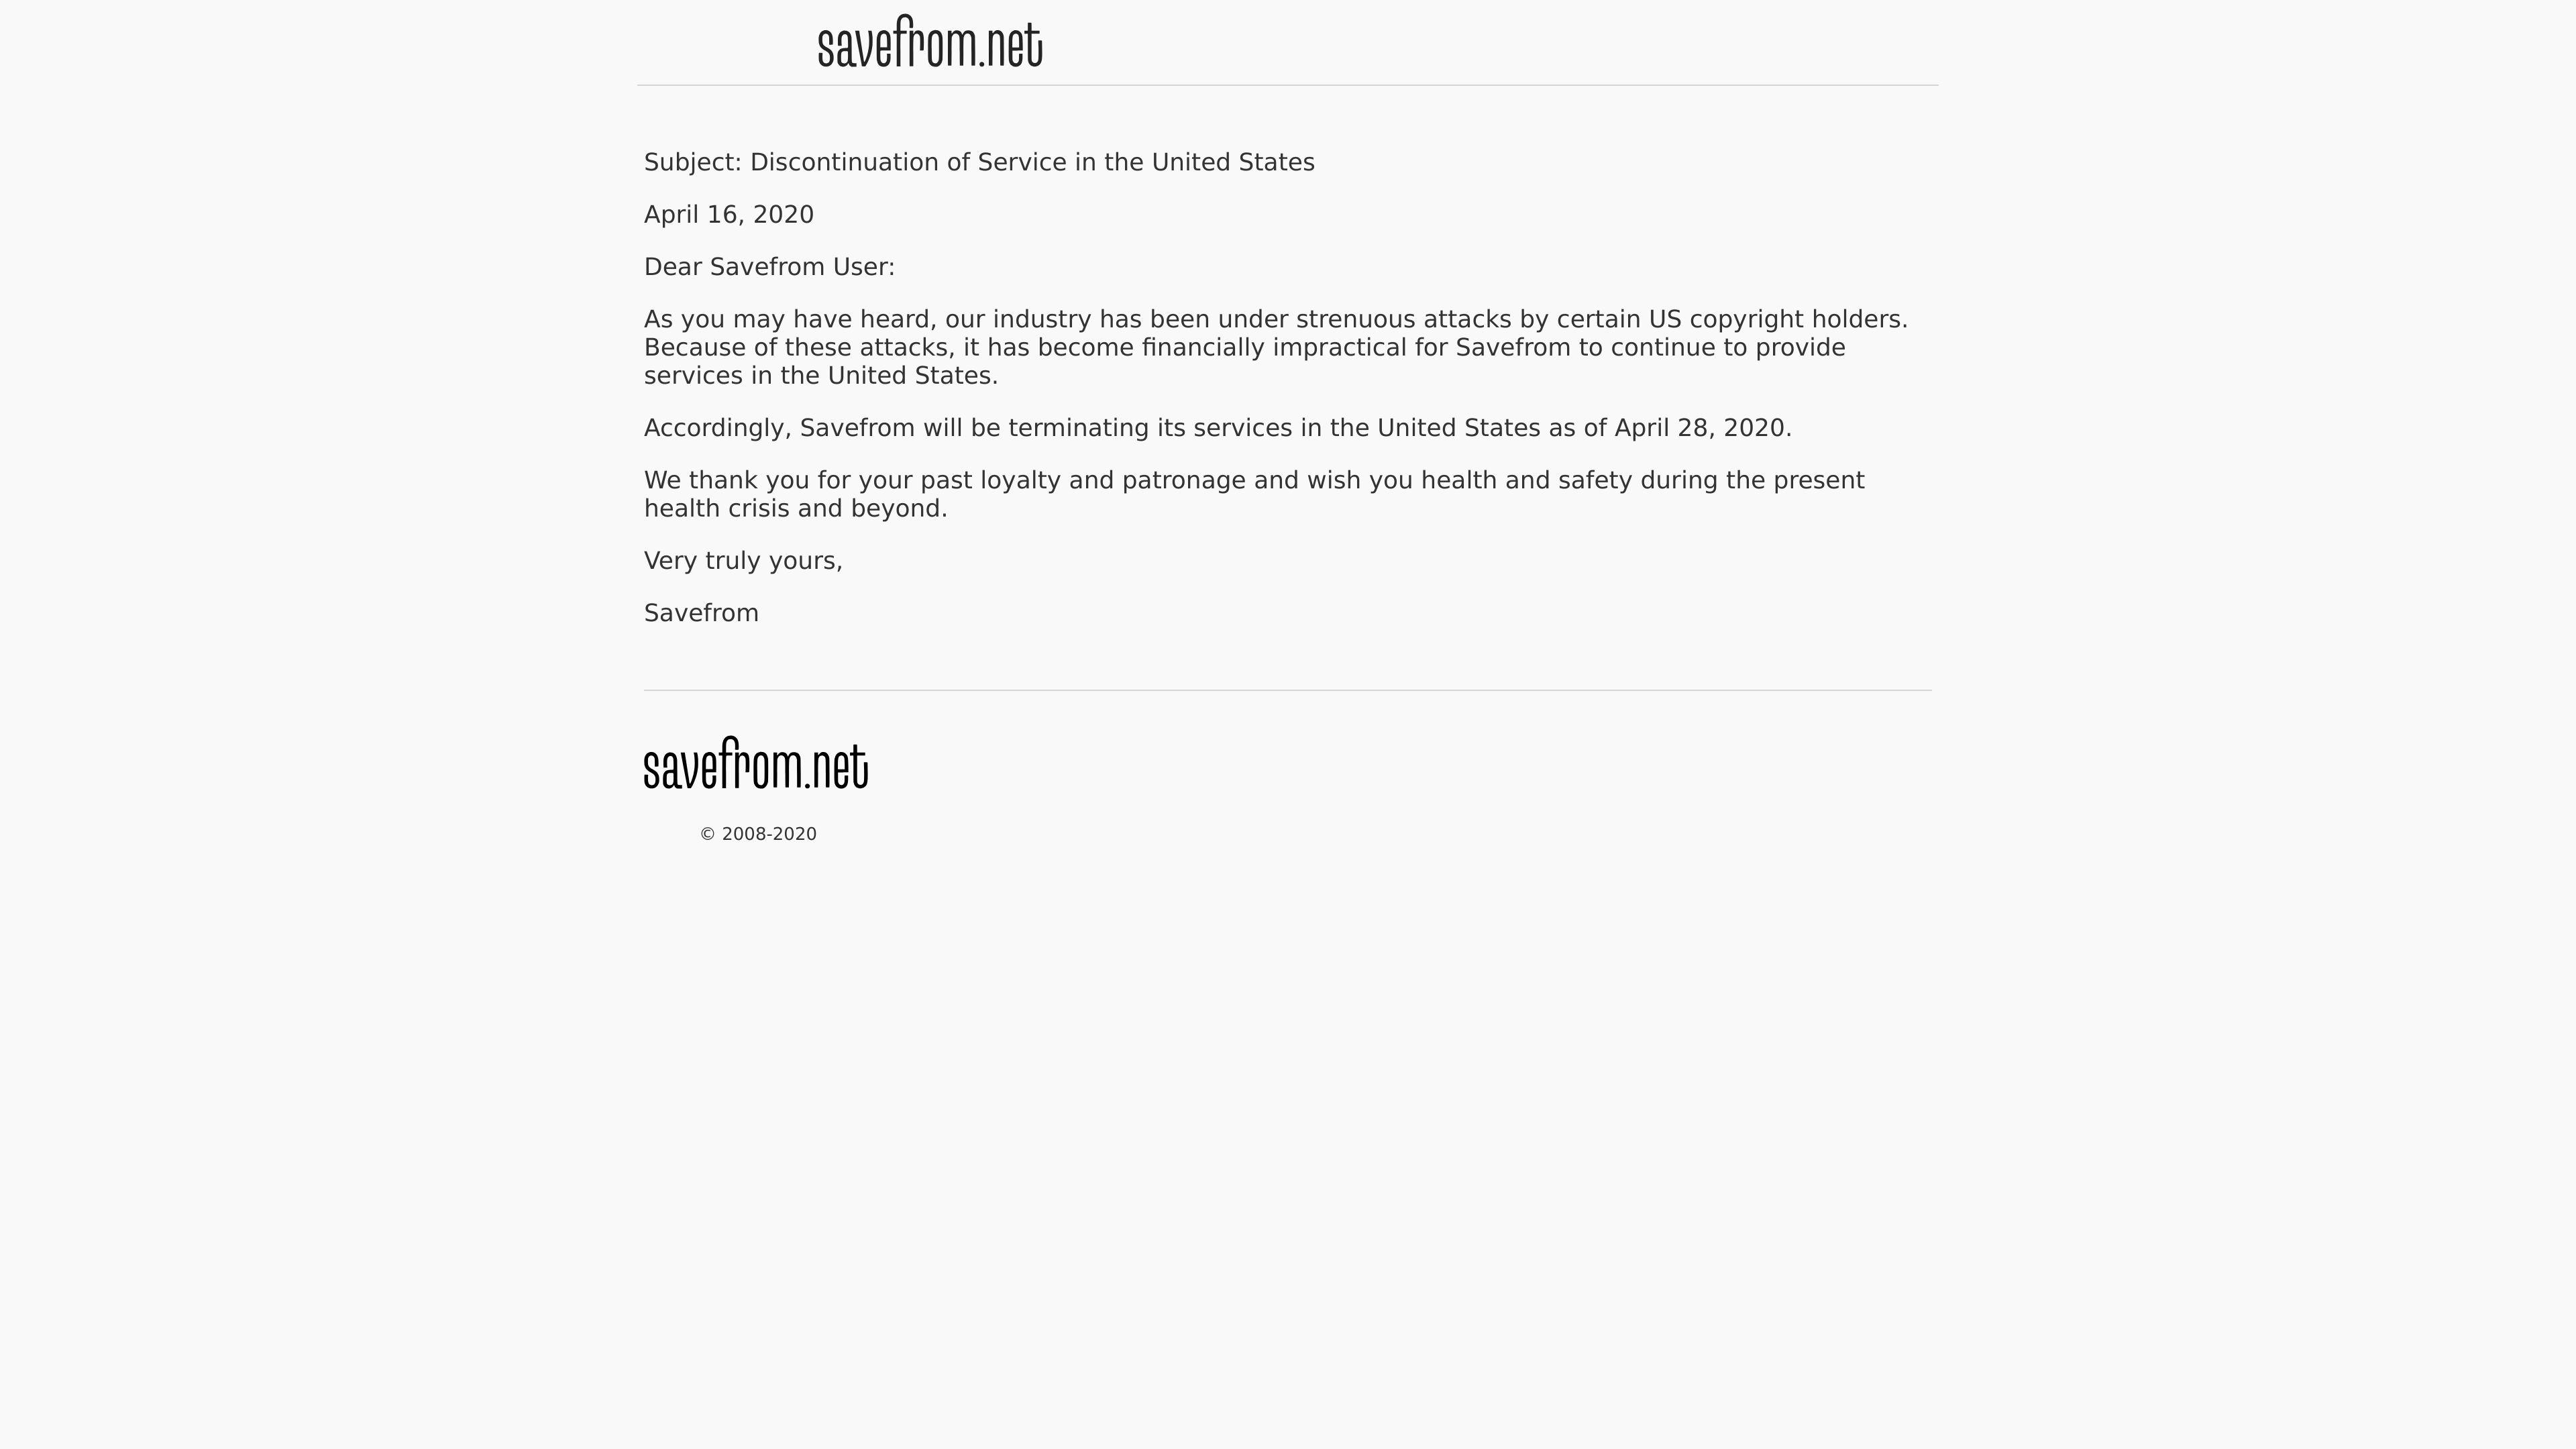 savefrom.net
Subject: Discontinuation of Service in the United States
April 16, 2020
Dear Savefrom User:
As you may have heard, our industry has been under strenuous attacks by certain US copyright holders.
Because of these attacks, it has become financially impractical for Savefrom to continue to provide
services in the United States.
Accordingly, Savefrom will be terminating its services in the United States as of April 28, 2020.
We thank you for your past loyalty and patronage and wish you health and safety during the present
health crisis and beyond.
Very truly yours,
Savefrom
savefrom.net
© 2008-2020